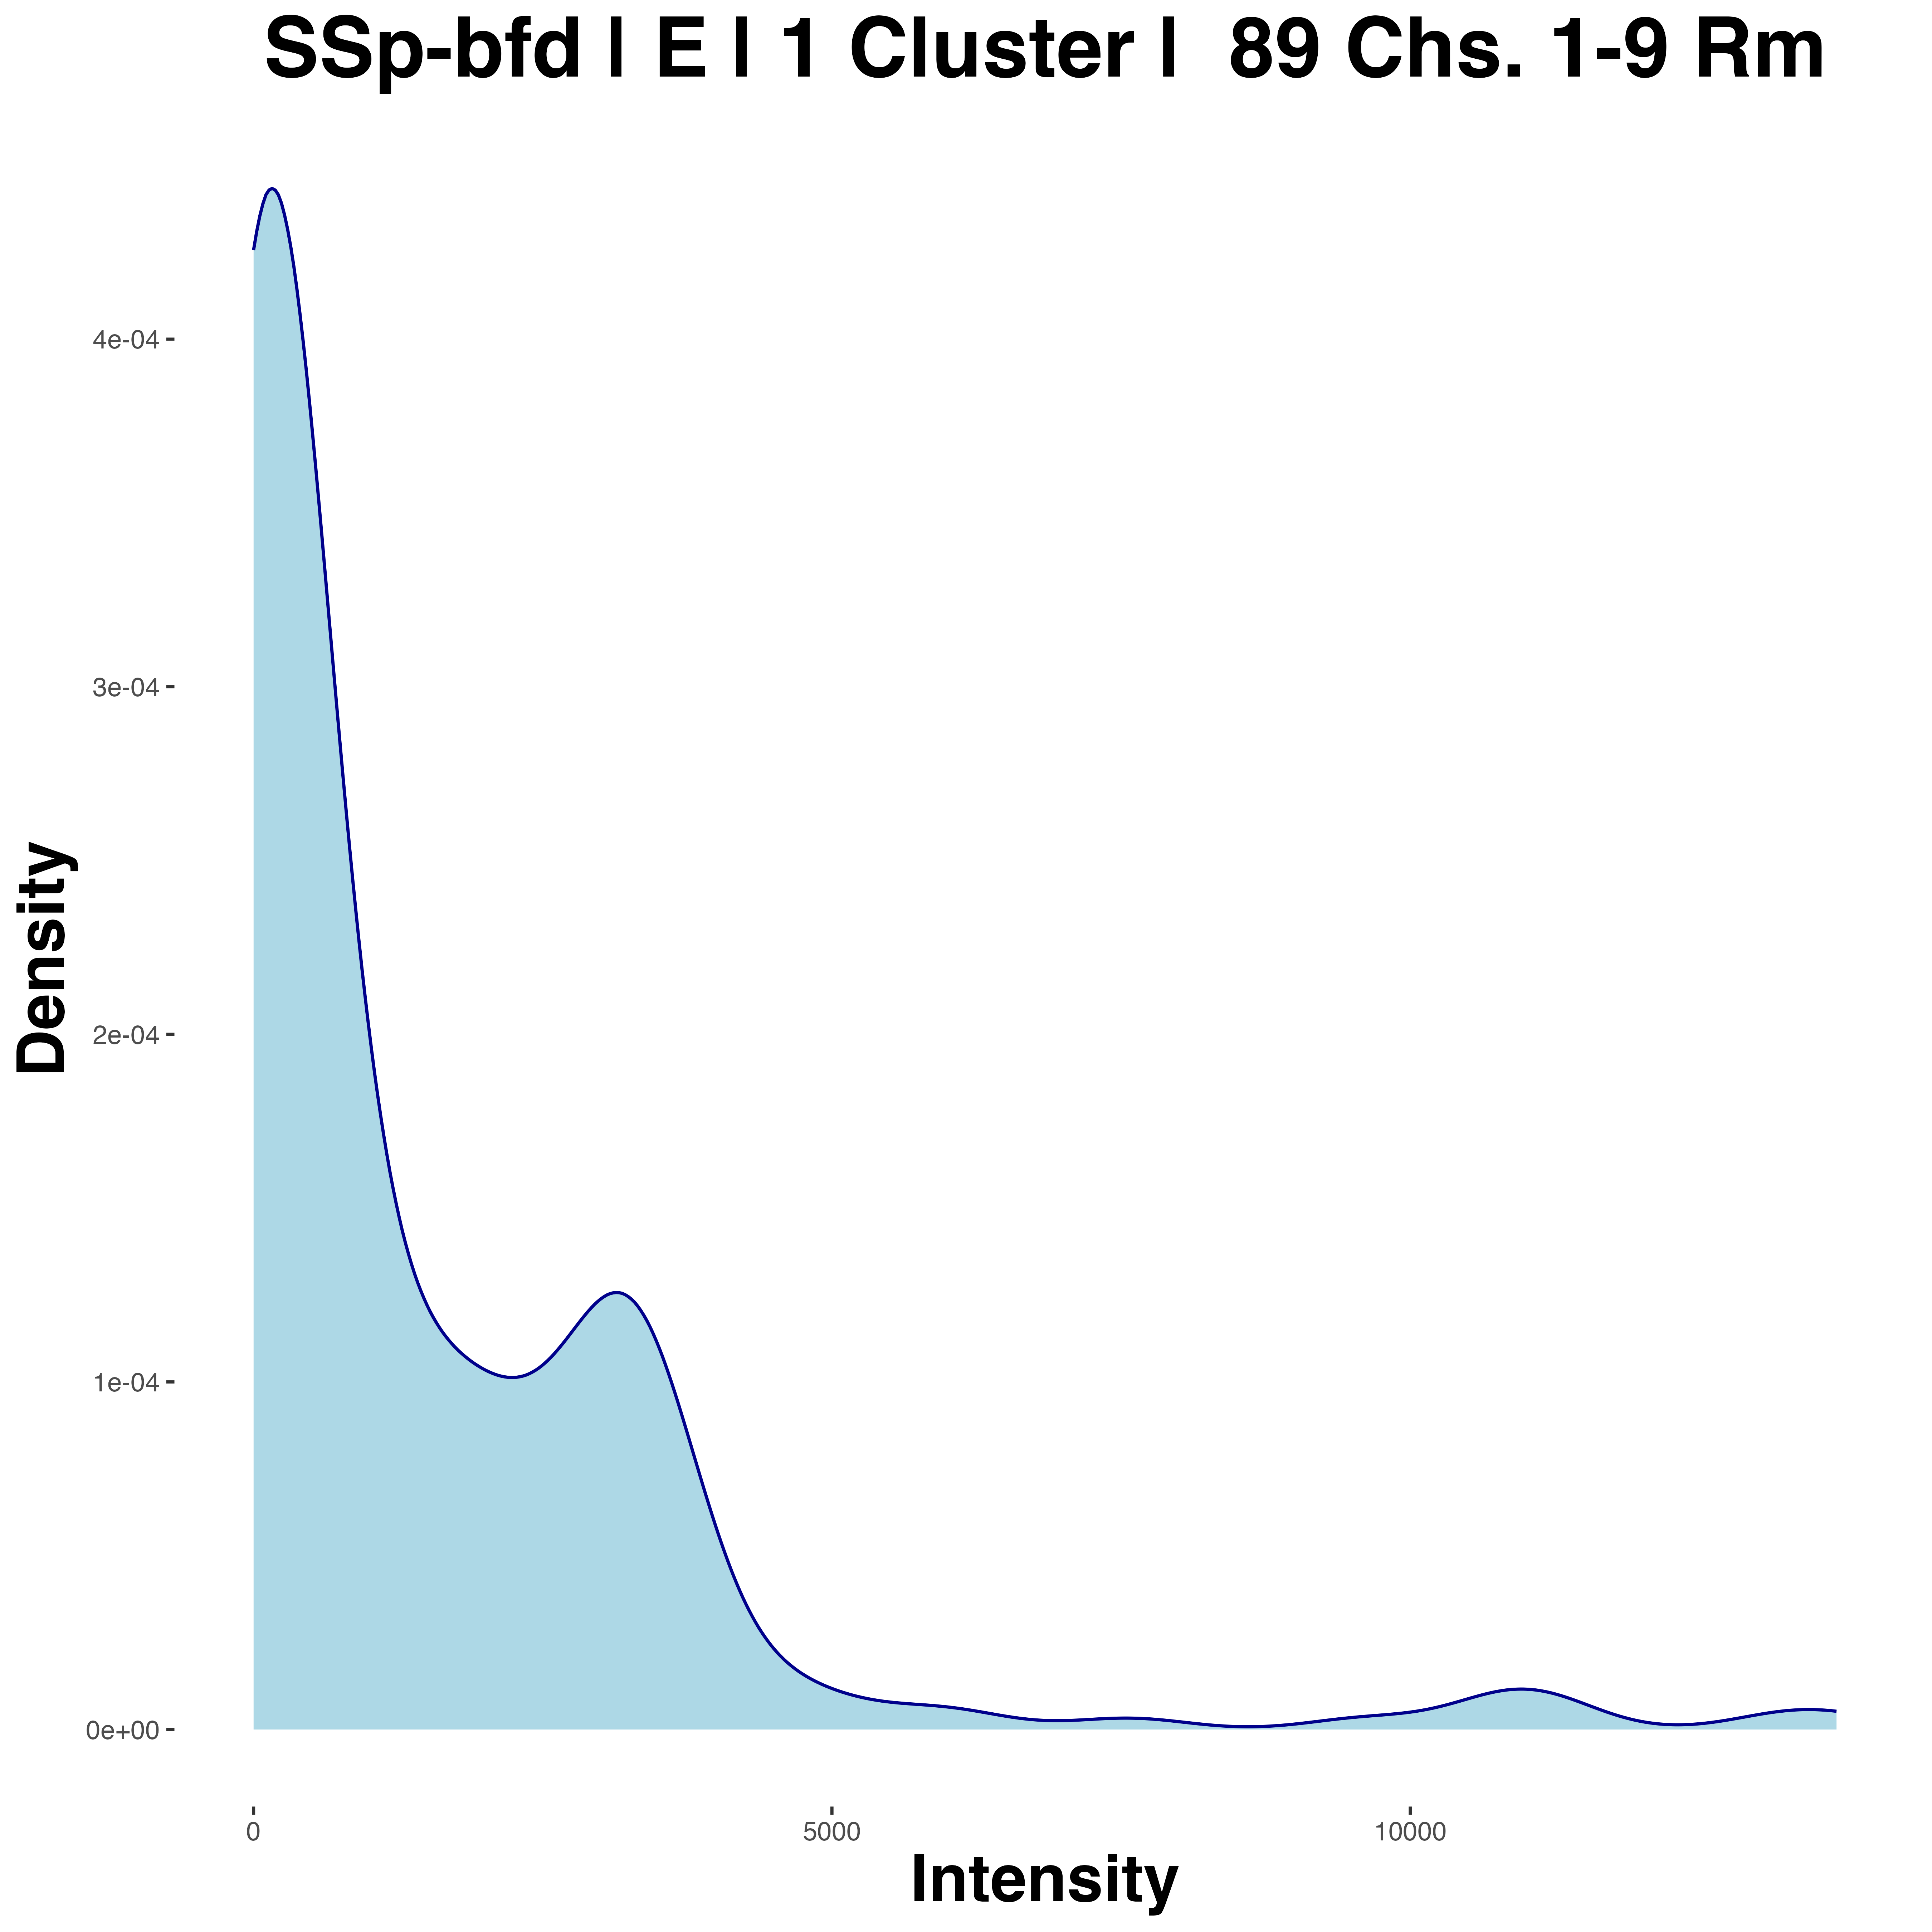 SSp-bfd | E | 1 Cluster |  89 Chs. 1-9 Rm
4e-04
3e-04
2e-04
1e-04
0e+00
Density
0
5000
10000
Intensity